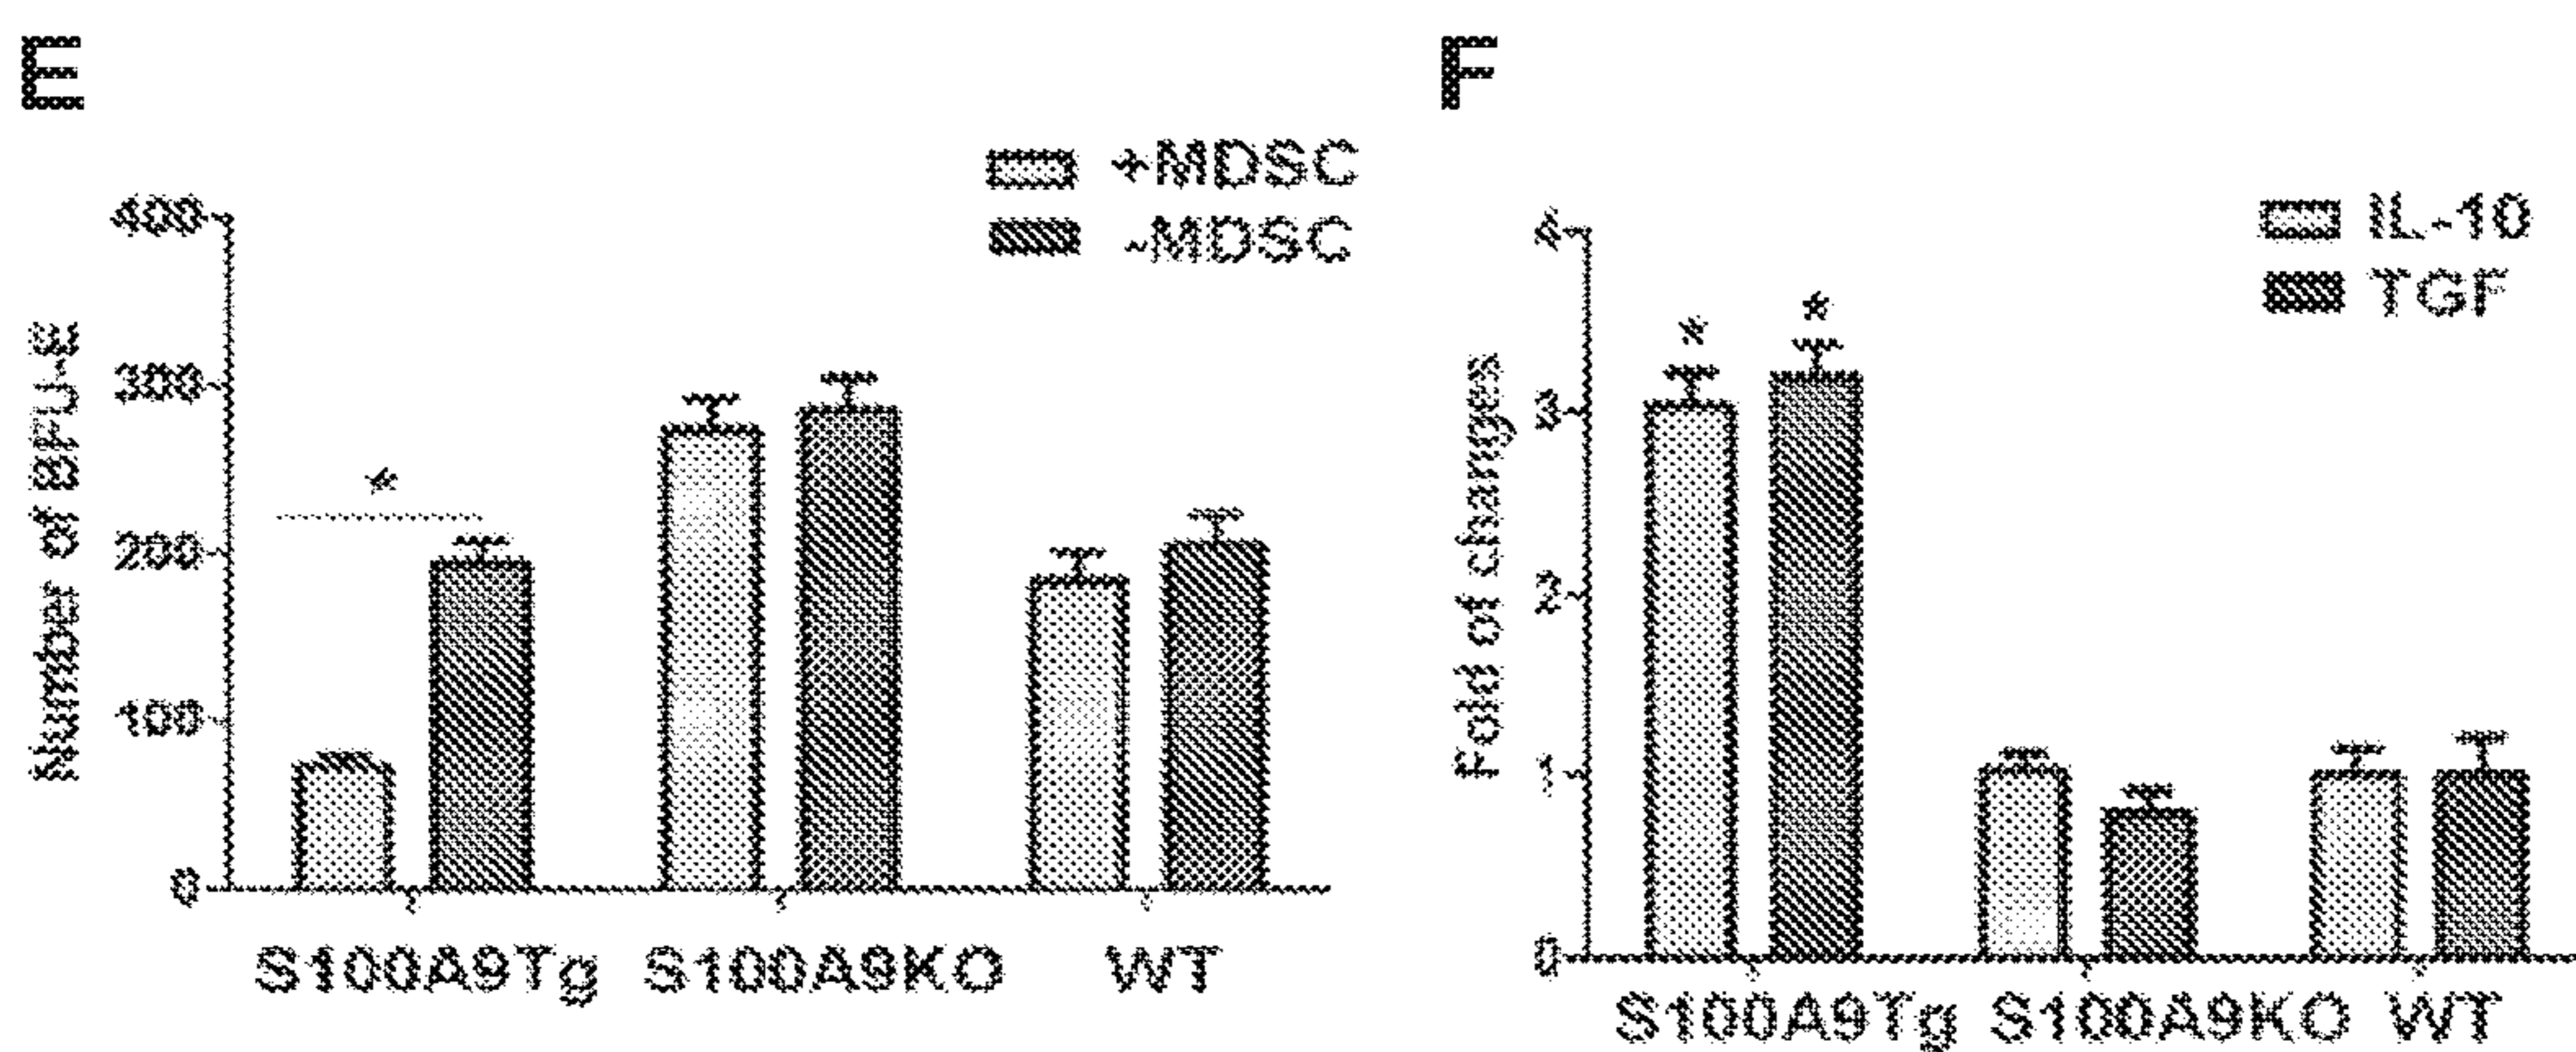 E
+MDSC
-MDSC
400
300
200
100
0
Number of BFU-E
*
S100A9Tg S100A9KO WT
F
IL-10
TGF
4
3
2
1
0
Fold of changes
* *
S100A9Tg S100A9KO WT